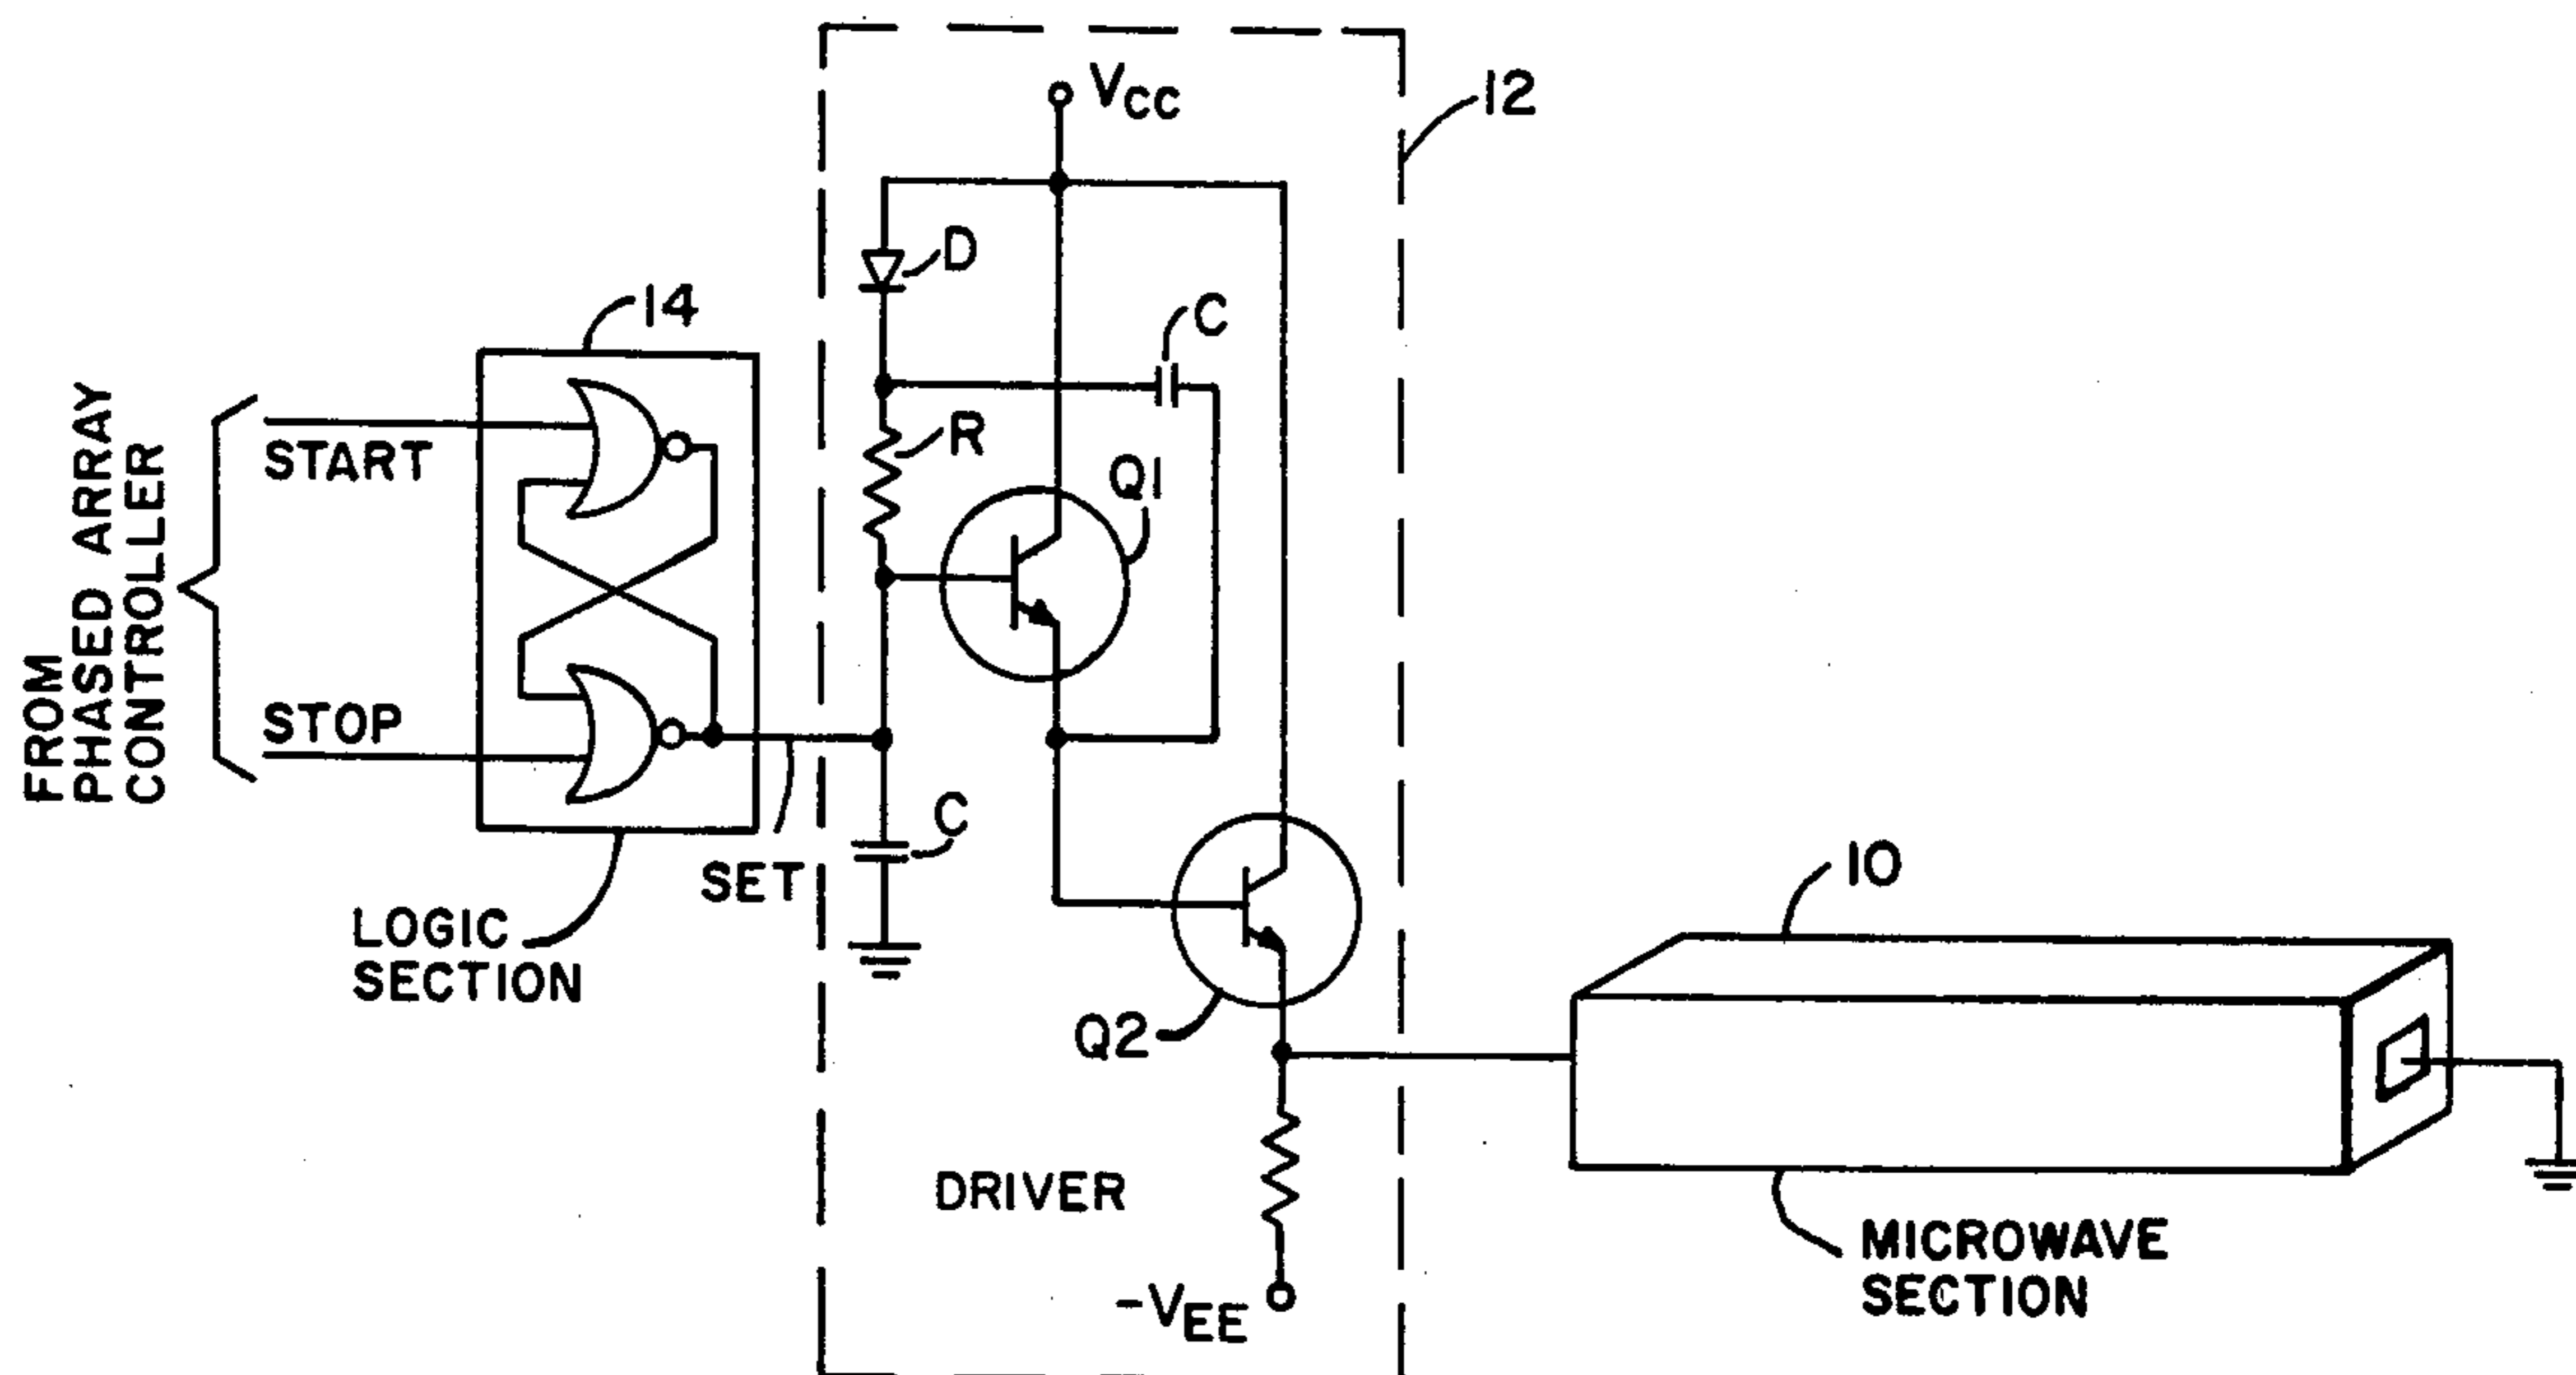 FROM
PHASED ARRAY
CONTROLLER
START
STOP
14
LOGIC
SECTION
SET
VCC
12
D
C
R
Q1
C
Q2
DRIVER
-VEE
10
MICROWAVE
SECTION